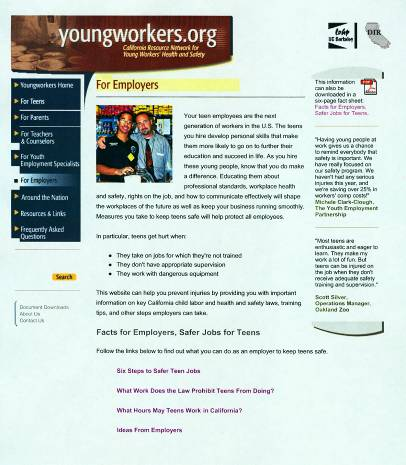 youngworkers.org
California Resource Network for
Young Workers' Health and Safety
UC Berkeley
DIR
Youngworkers Home
For Teens
For Parents
For Teachers
& Counselors
For Youth
Employment Specialists
For Employers
Around the Nation
Resources & Links
Frequently Asked
Questions
Search
Document Downloads
About Us
Contact Us
For Employers
Your teen employees are the next
generation of workers in the U.S. The teens
you hire develop personal skills that make
them more likely to go on to further their
education and succeed in life. As you hire
these young people, know that you do make
a difference. Educating them about
professional standards, workplace health
and safety, rights on the job, and how to communicate effectively will shape
the workplaces of the future as well as keep your business running smoothly.
Measures you take to keep teens safe will help protect all employees.
In particular, teens get hurt when:
They take on jobs for which they're not trained
They don't have appropriate supervision
They work with dangerous equipment
This website can help you prevent injuries by providing you with important
information on key California child labor and health and safety laws, training
tips, and other steps employers can take.
Facts for Employers, Safer Jobs for Teens
Follow the links below to find out what you can do as an employer to keep teens safe.
Six Steps to Safer Teen Jobs
What Work Does the Law Prohibit Teens From Doing?
What Hours May Teens Work in California?
Ideas From Employers
This information
can also be
downloaded in a
six-page fact sheet:
Facts for Employers,
Safer Jobs for Teens.
"Having young people at
work gives us a chance
to remind everybody that
safety is important. We
have really focused on
our safety program. We
haven't had any serious
injuries this year, and
we're saving over 25% in
workers' comp costs!"
Michele Clark-Clough,
The Youth Employment
Partnership
"Most teens are
enthusiastic and eager to
learn. They make my
work a lot of fun. But
teens can be injured on
the job when they don't
receive adequate safety
training and supervision."
Scott Silver,
Operations Manager,
Oakland Zoo